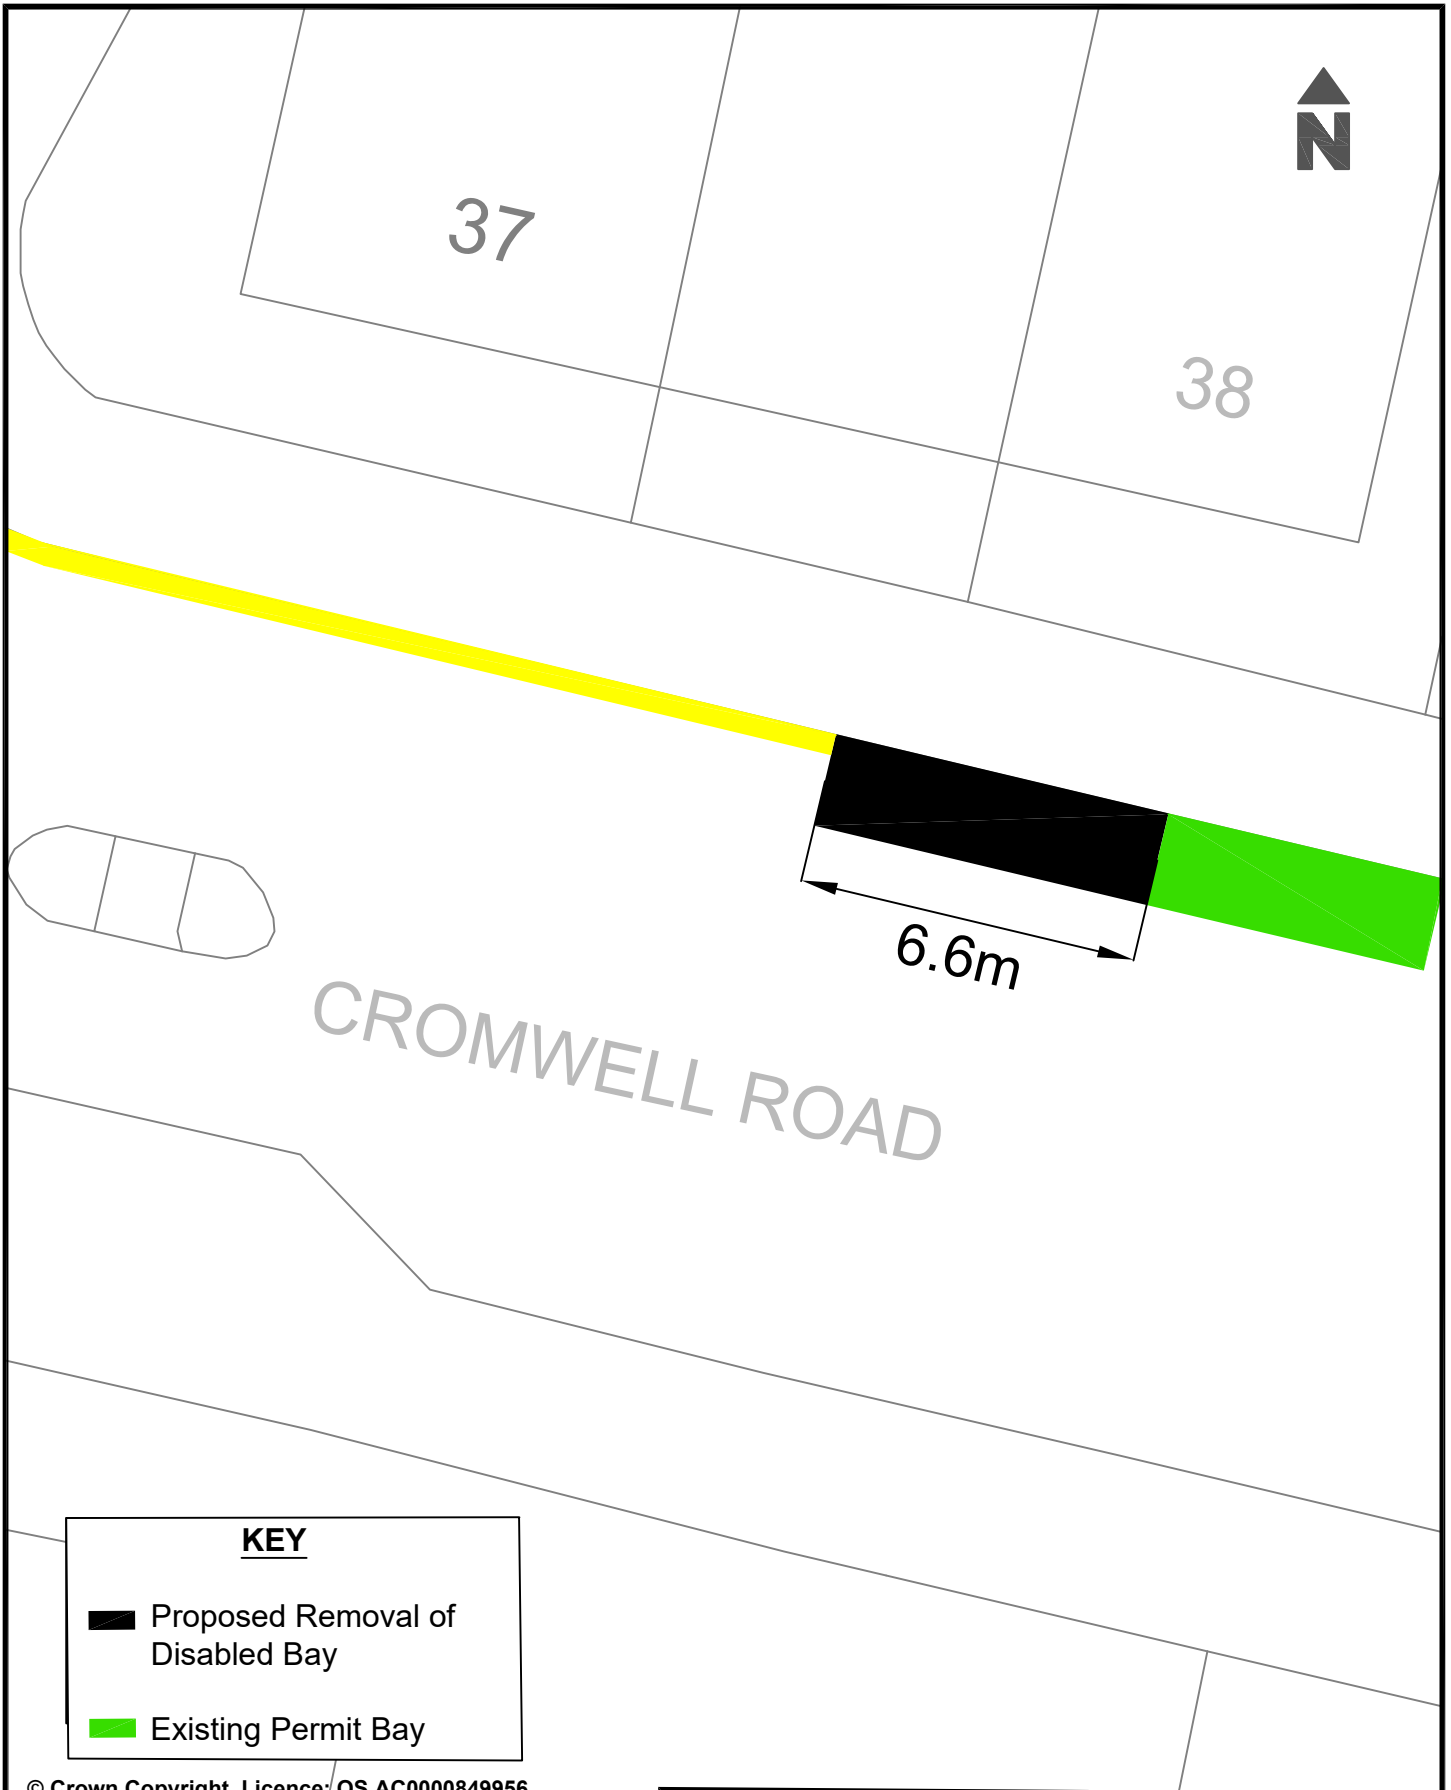 N
37
38
6.6m
CROMWELL ROAD
KEY
Proposed Removal of
Disabled Bay
Existing Permit Bay
© Crown Copyright. Licence: OS AC0000849956